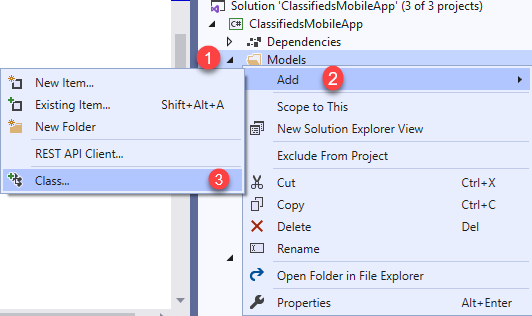 Solution 'ClassifiedsMobileApp' (3 of 3 projects)
C# ClassifiedsMobileApp
Dependencies
1 Models
Add 2
New Item...
Existing Item... Shift+Alt+A
New Folder
REST API Client...
Class... 3
Scope to This
New Solution Explorer View
Exclude From Project
Cut Ctrl+X
Copy Ctrl+C
Delete Del
Rename
Open Folder in File Explorer
Properties Alt+Enter